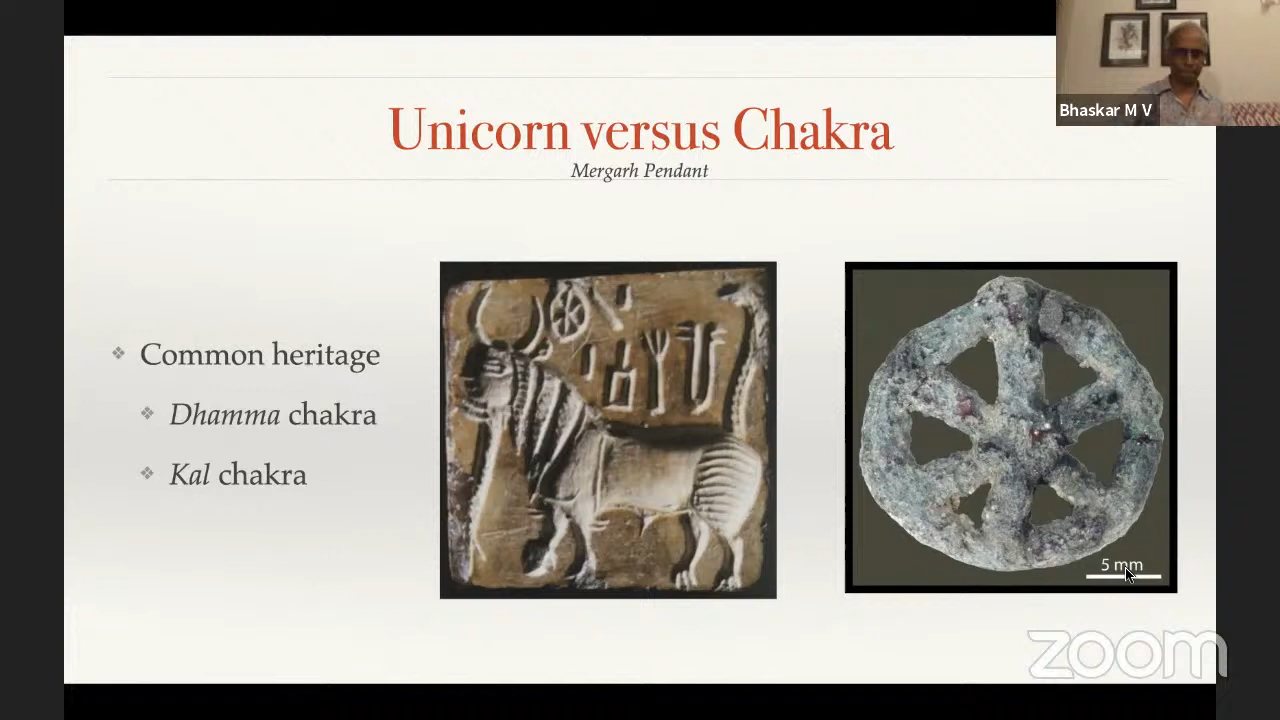 Bhaskar M V
Unicorn versus Chakra
Mergarh Pendant
Common heritage
Dhamma chakra
Kal chakra
5 mm
zoom